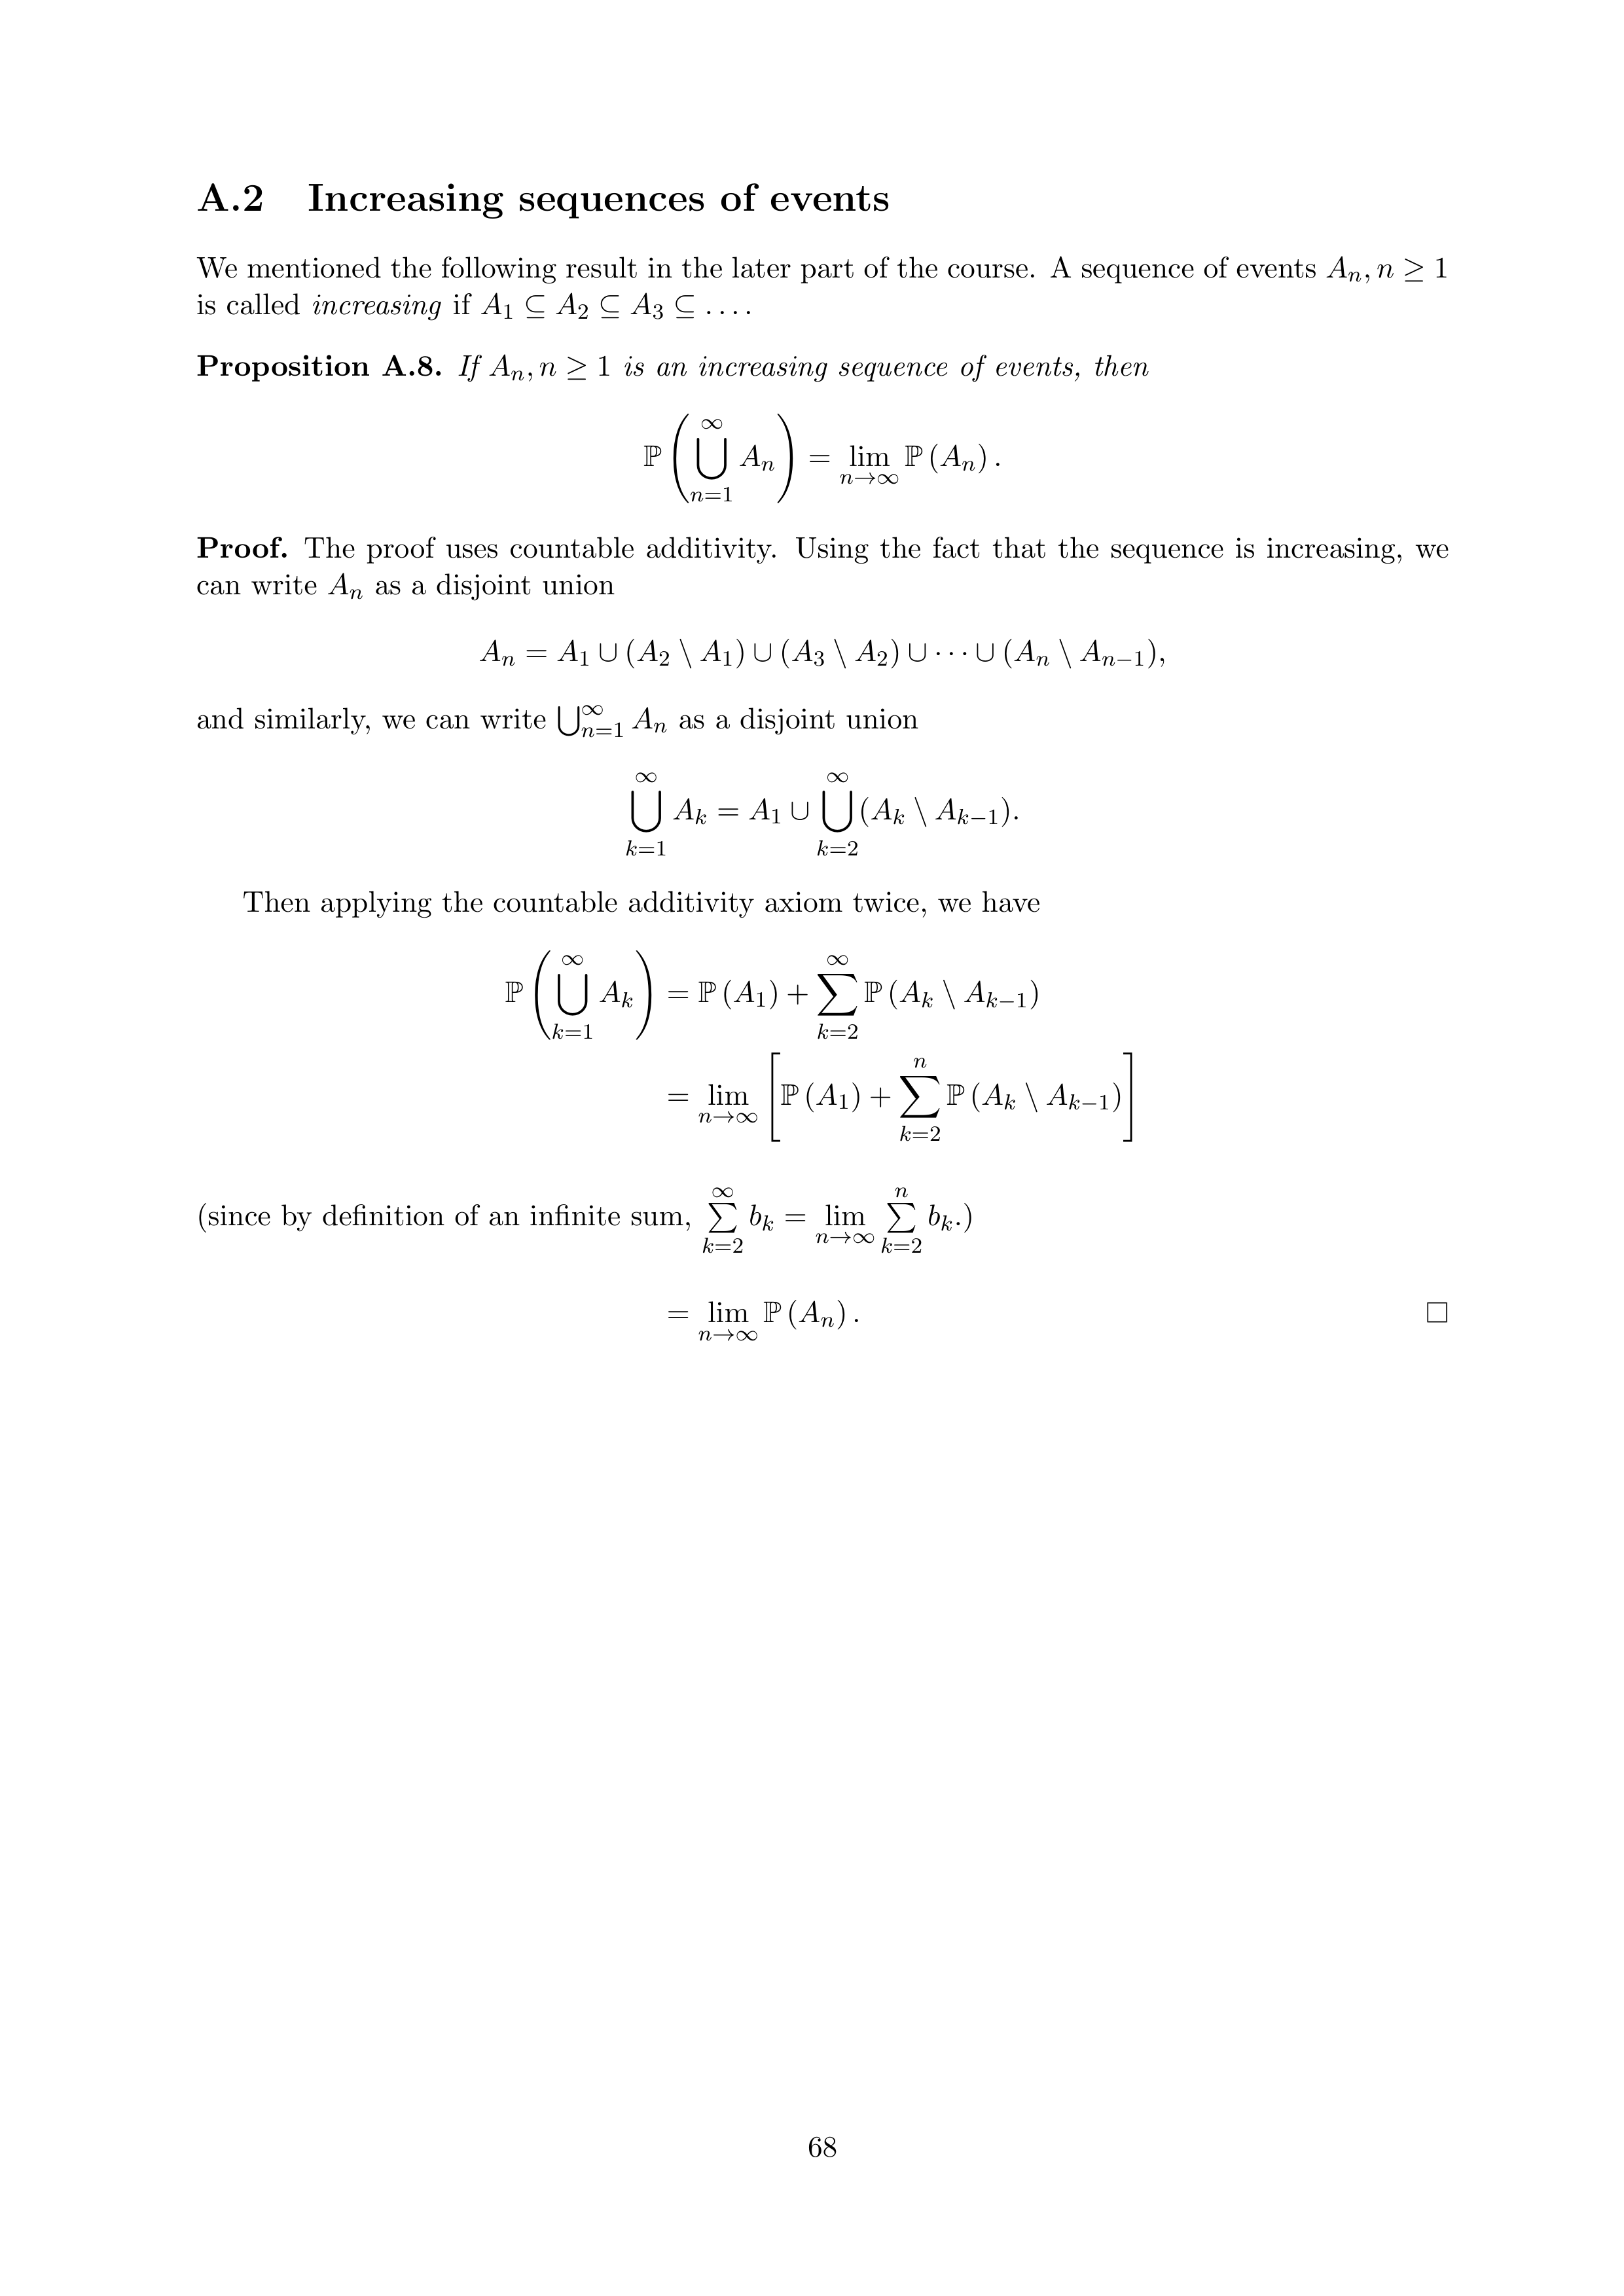 A.2 Increasing sequences of events
We mentioned the following result in the later part of the course. A sequence of events $A_n, n \geq 1$
is called increasing if $A_1 \subseteq A_2 \subseteq A_3 \subseteq \ldots.$
Proposition A.8. If $A_n, n \geq 1$ is an increasing sequence of events, then
$\mathbb{P}\left(\bigcup_{n=1}^{\infty} A_n\right) = \lim_{n\to\infty} \mathbb{P}(A_n).$
Proof. The proof uses countable additivity. Using the fact that the sequence is increasing, we
can write $A_n$ as a disjoint union
$A_n = A_1 \cup (A_2 \setminus A_1) \cup (A_3 \setminus A_2) \cup \cdots \cup (A_n \setminus A_{n-1}),$
and similarly, we can write $\bigcup_{n=1}^{\infty} A_n$ as a disjoint union
$\bigcup_{k=1}^{\infty} A_k = A_1 \cup \bigcup_{k=2}^{\infty} (A_k \setminus A_{k-1}).$
Then applying the countable additivity axiom twice, we have
$\mathbb{P}\left(\bigcup_{k=1}^{\infty} A_k\right) = \mathbb{P}(A_1) + \sum_{k=2}^{\infty} \mathbb{P}(A_k \setminus A_{k-1})$
$= \lim_{n\to\infty} \left[\mathbb{P}(A_1) + \sum_{k=2}^{n} \mathbb{P}(A_k \setminus A_{k-1})\right]$
(since by definition of an infinite sum, $\sum_{k=2}^{\infty} b_k = \lim_{n\to\infty} \sum_{k=2}^{n} b_k$.)
$= \lim_{n\to\infty} \mathbb{P}(A_n).$ □
68